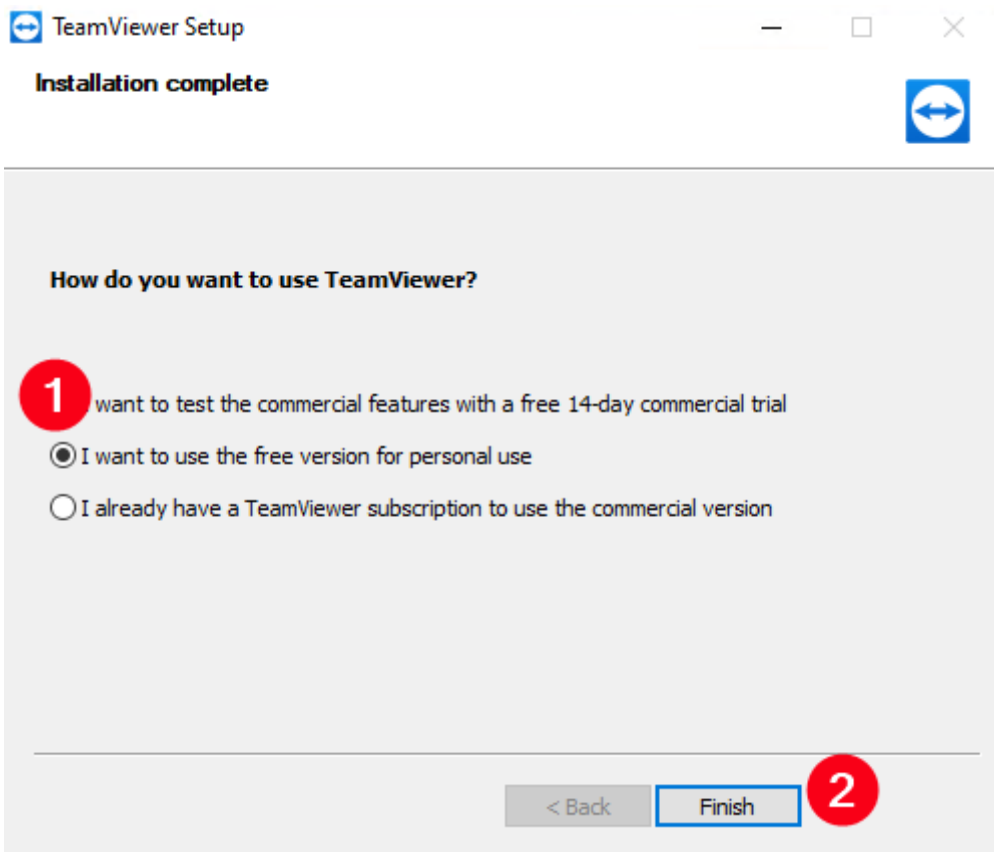 TeamViewer Setup
Installation complete
How do you want to use TeamViewer?
1
want to test the commercial features with a free 14-day commercial trial
I want to use the free version for personal use
I already have a TeamViewer subscription to use the commercial version
< Back
Finish
2